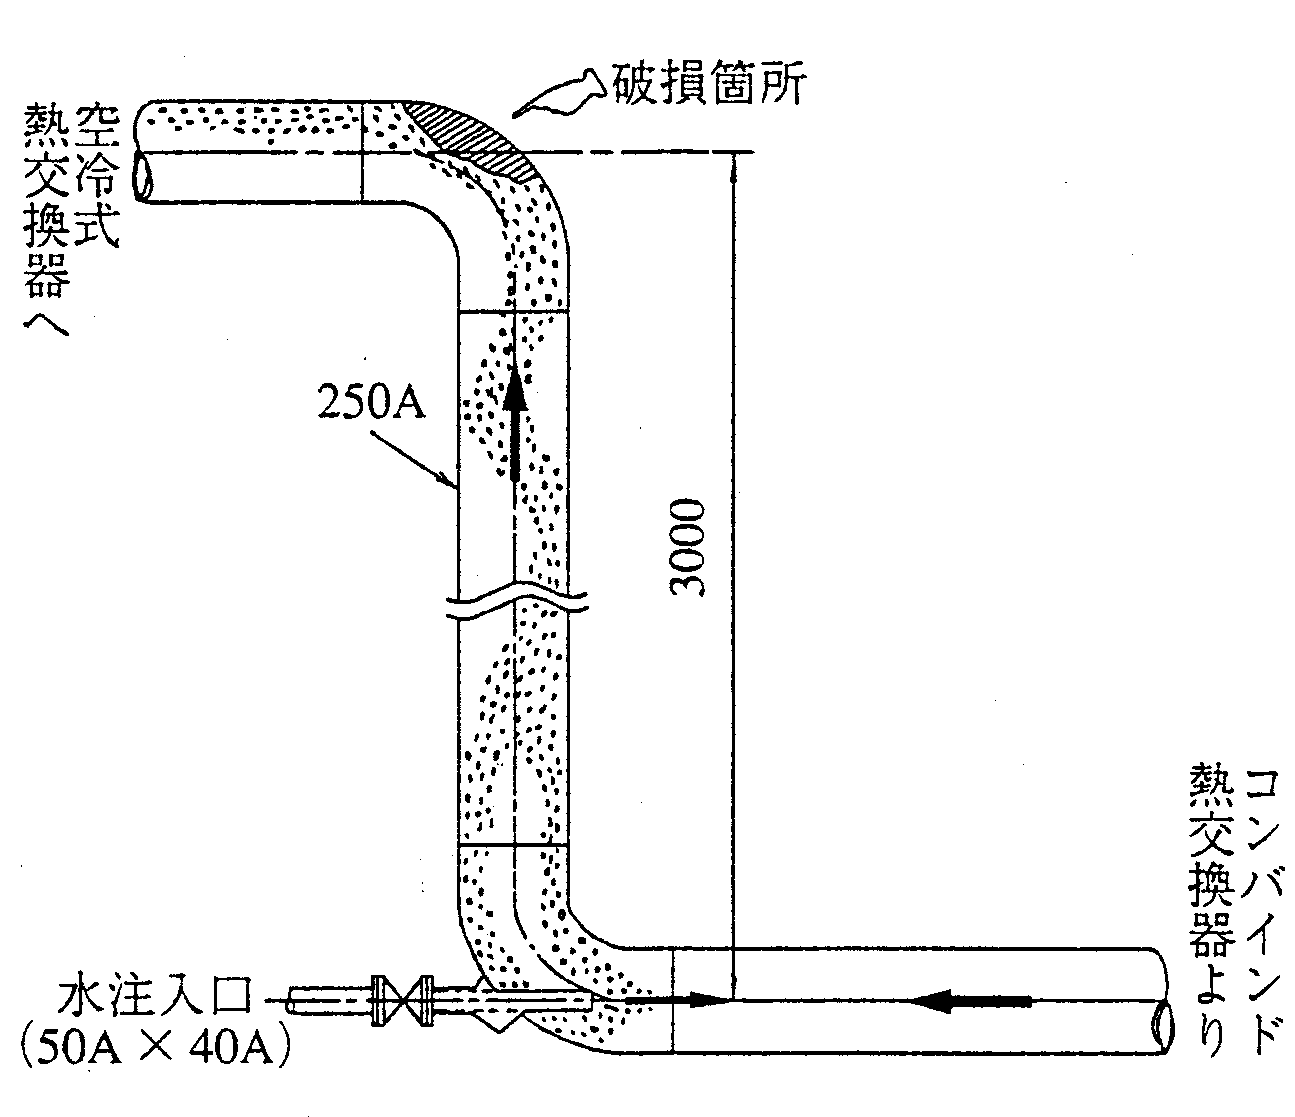 破損箇所
空冷式
熱交換器へ
250A
3000
コンバインド
熱交換器より
水注入口
(50A × 40A)